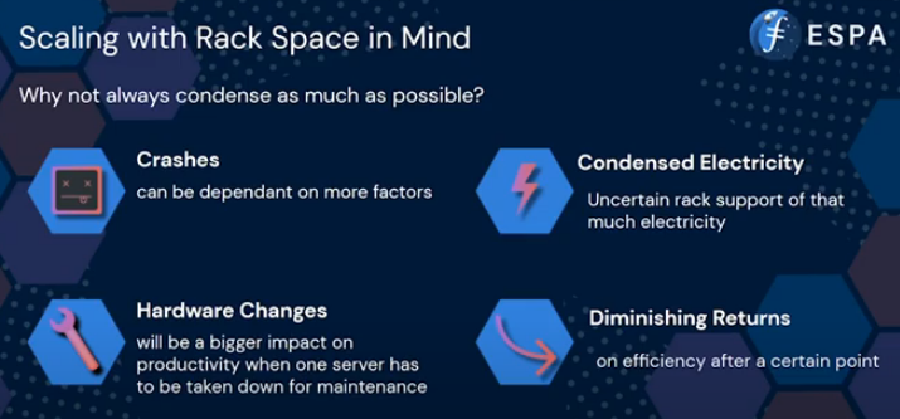 Scaling with Rack Space in Mind
ESPA
Why not always condense as much as possible?
Crashes
can be dependant on more factors
Condensed Electricity
Uncertain rack support of that
much electricity
Hardware Changes
will be a bigger impact on
productivity when one server has
to be taken down for maintenance
Diminishing Returns
on efficiency after a certain point